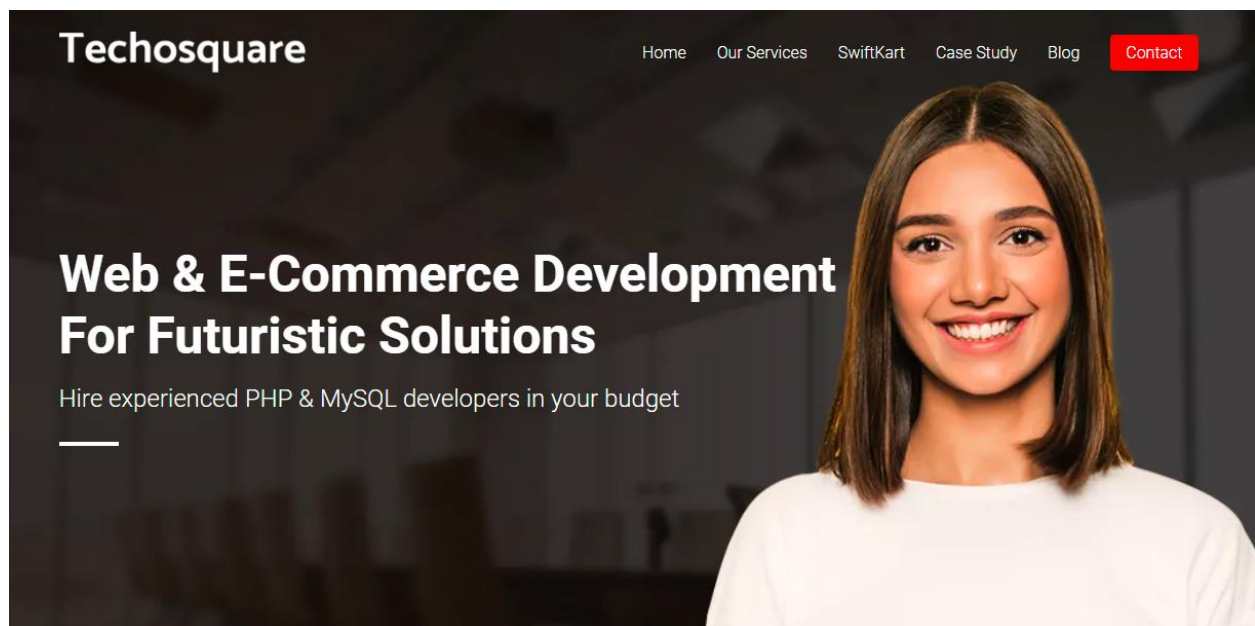 Techosquare
Home Our Services SwiftKart Case Study Blog Contact
Web & E-Commerce Development
For Futuristic Solutions
Hire experienced PHP & MySQL developers in your budget